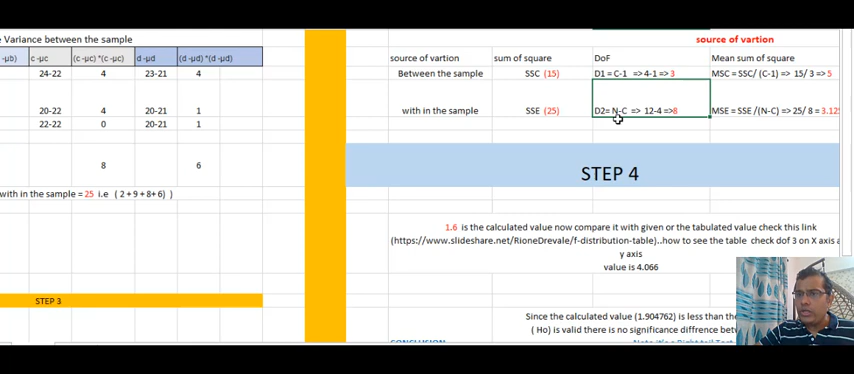 e Variance between the sample
source of vartion
-μb) c -μc (c -μc) *(c -μc) d -μd (d -μd) *(d -μd)
source of vartion sum of square DoF Mean sum of square
24-22 4 23-21 4
Between the sample SSC (15) D1 = C-1 => 4-1 => 3 MSC = SSC/ (C-1) => 15/ 3 => 5
20-22 4 20-21 1
with in the sample SSE (25) D2= N-C => 12-4 =>8 MSE = SSE /(N-C) => 25/ 8 = 3.125
22-22 0 20-21 1
8 6
STEP 4
with in the sample = 25 i.e ( 2 + 9 + 8+ 6) )
1.6 is the calculated value now compare it with given or the tabulated value check this link
(https://www.slideshare.net/RioneDrevale/f-distribution-table)..how to see the table check dof 3 on X axis a
y axis
value is 4.066
STEP 3
Since the calculated value (1.904762) is less than the
( Ho) is valid there is no significance difference betw
CONCLUSION